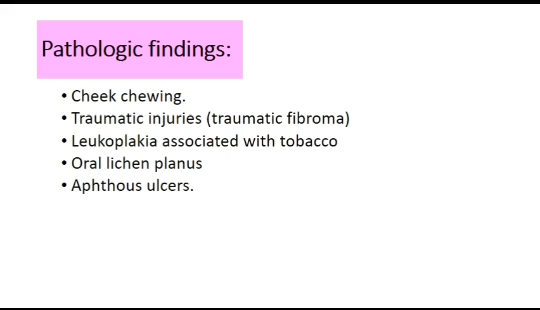 Pathologic findings:
• Cheek chewing.
• Traumatic injuries (traumatic fibroma)
• Leukoplakia associated with tobacco
• Oral lichen planus
• Aphthous ulcers.